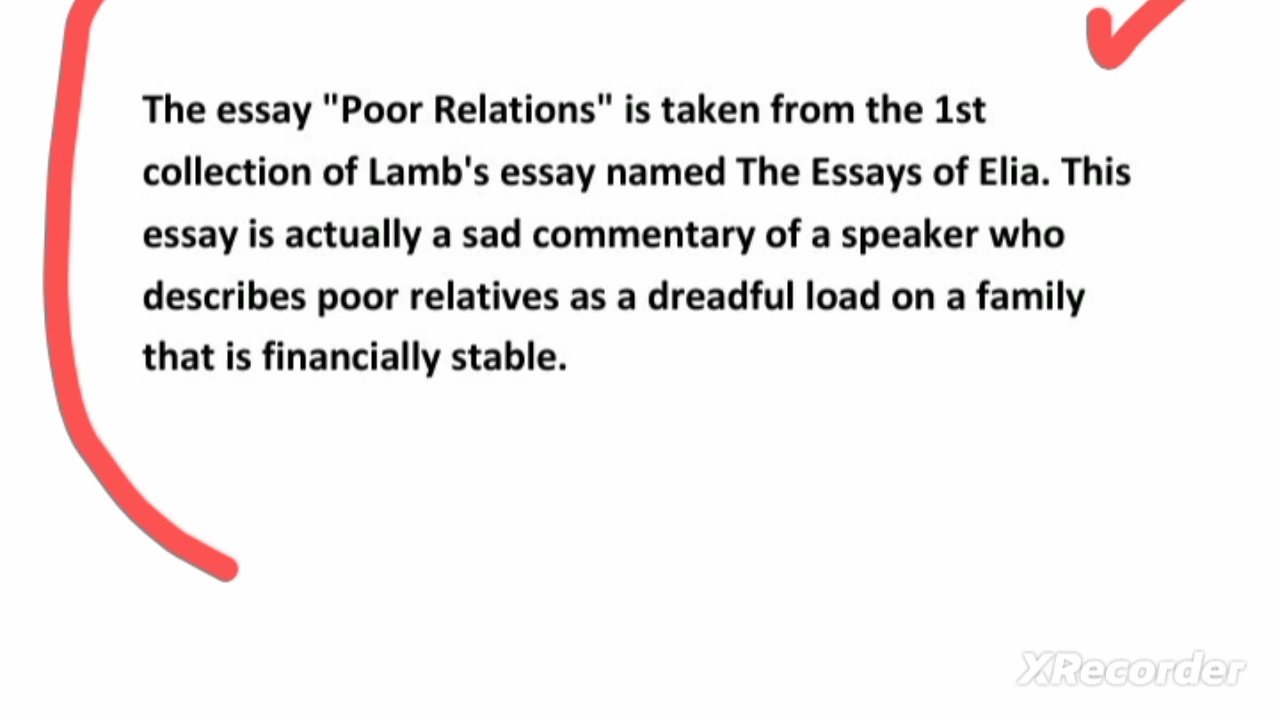 The essay "Poor Relations" is taken from the 1st
collection of Lamb's essay named The Essays of Elia. This
essay is actually a sad commentary of a speaker who
describes poor relatives as a dreadful load on a family
that is financially stable.
XRecorder